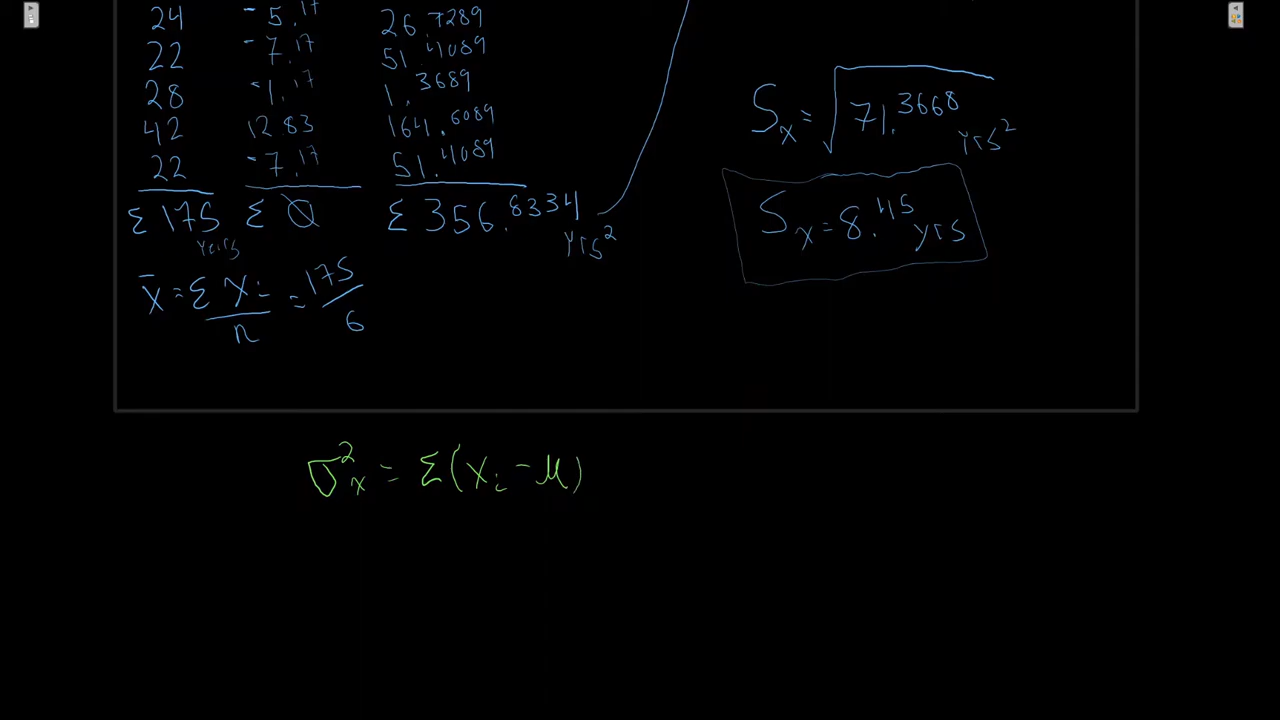 24 -5.17 26.7289
22 -7.17 51.4089
28 -1.17 1.3689
42 12.83 164.6089
22 -7.17 51.4089
Σ 175 yrs Σ 0 Σ 356.8334 yrs²
x̄ = Σ xᵢ / n = 175 / 6
Sₓ = √71.3668 yrs²
Sₓ = 8.45 yrs
σ²ₓ = Σ(xᵢ - μ)